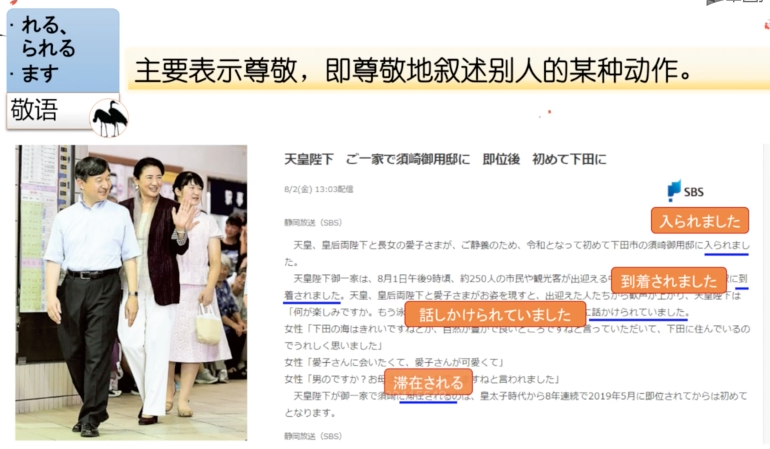 ・れる、
られる
・ます
敬语
主要表示尊敬，即尊敬地叙述别人的某种动作。
天皇陛下 ご一家で須崎御用邸に 即位後 初めて下田に
8/2(金) 13:03配信
SBS
静岡放送（SBS）
入られました
天皇、皇后両陛下と長女の愛子さまが、ご静養のため、令和となって初めて下田市の須崎御用邸に入られまし
た。
天皇陛下御一家は、8月1日午後9時頃、約250人の市民や観光客が出迎える
到着されました
に到
着されました。天皇、皇后両陛下と愛子さまがお姿を現すと、出迎えた人たちから歓声が上がり、天皇陛下は
「何が楽しみですか。もう
話しかけられていました
に話かけられていました。
女性「下田の海はきれいですねとか、自然が豊かで良いところですねと言っていただいて、下田に住んでいるの
でうれしく思いました」
女性「愛子さんに会いたくて、愛子さんが可愛くて」
女性「男のですか？お母
滞在される
すねと言われました」
天皇陛下が御一家で須崎に滞在されるのは、皇太子時代から8年連続で2019年5月に即位されてからは初めて
となります。
静岡放送（SBS）